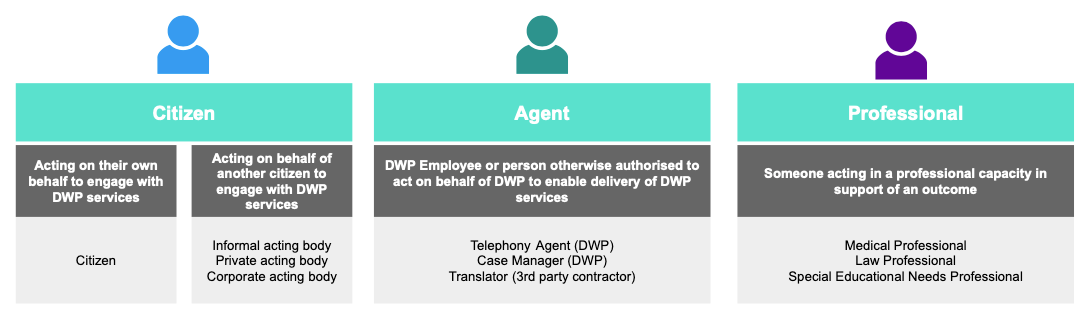 Citizen
Acting on their own
behalf to engage with
DWP services
Acting on behalf of
another citizen to
engage with DWP
services
Citizen
Informal acting body
Private acting body
Corporate acting body
Agent
DWP Employee or person otherwise authorised to
act on behalf of DWP to enable delivery of DWP
services
Telephony Agent (DWP)
Case Manager (DWP)
Translator (3rd party contractor)
Professional
Someone acting in a professional capacity in
support of an outcome
Medical Professional
Law Professional
Special Educational Needs Professional